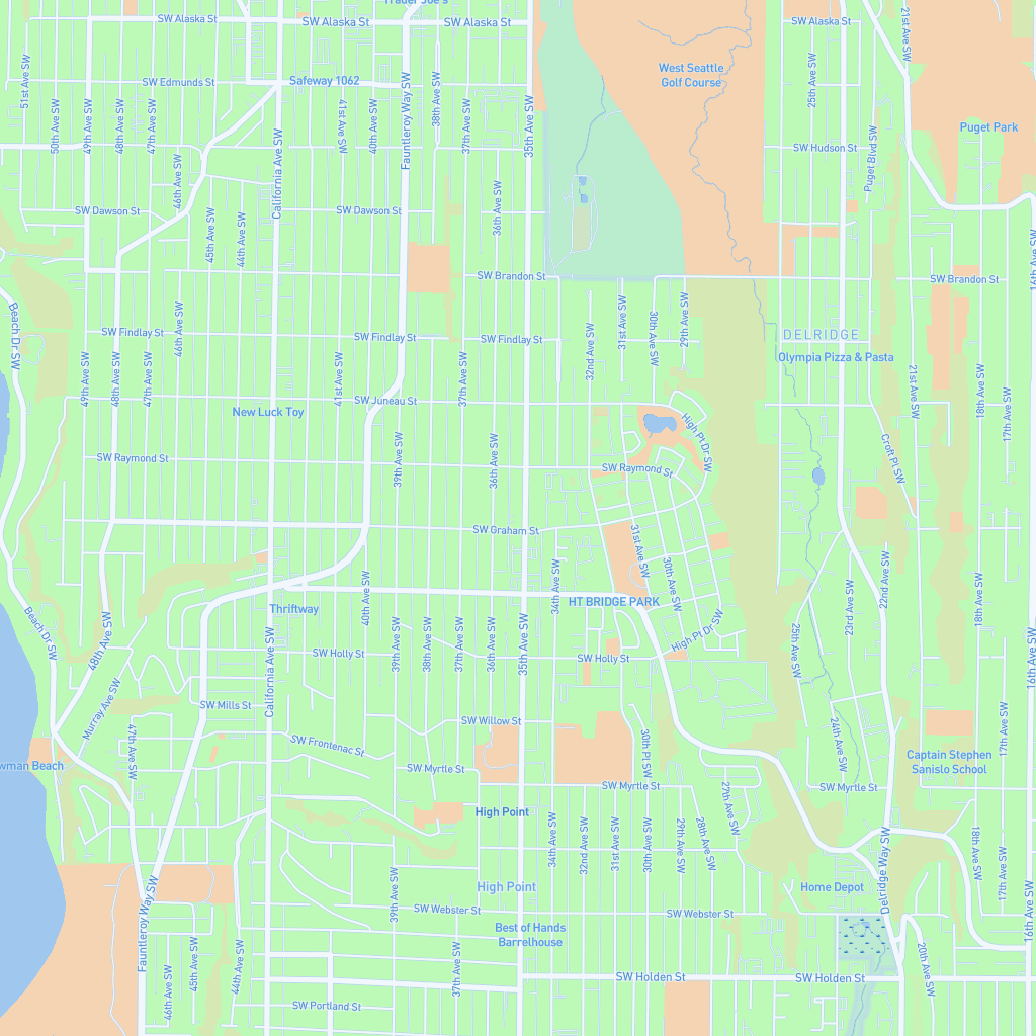 Trader Joe's
SW Alaska St
SW Alaska St
SW Alaska St
SW Alaska St
21st Ave SW
51st Ave SW
SW Edmunds St
Safeway 1062
West Seattle
Golf Course
25th Ave SW
50th Ave SW
49th Ave SW
48th Ave SW
47th Ave SW
41st Ave SW
40th Ave SW
Fauntleroy Way SW
38th Ave SW
37th Ave SW
35th Ave SW
Puget Park
SW Hudson St
Puget Blvd SW
46th Ave SW
California Ave SW
36th Ave SW
SW Dawson St
45th Ave SW
44th Ave SW
SW Dawson St
16th Ave SW
SW Brandon St
SW Brandon St
Beach Dr SW
SW Findlay St
46th Ave SW
SW Findlay St
SW Findlay St
32nd Ave SW
31st Ave SW
30th Ave SW
29th Ave SW
DELRIDGE
Olympia Pizza & Pasta
49th Ave SW
48th Ave SW
47th Ave SW
41st Ave SW
37th Ave SW
21st Ave SW
18th Ave SW
17th Ave SW
New Luck Toy
SW Juneau St
High Pt Dr SW
SW Raymond St
39th Ave SW
36th Ave SW
SW Raymond St
Croft Pl SW
SW Graham St
31st Ave SW
30th Ave SW
34th Ave SW
40th Ave SW
22nd Ave SW
23rd Ave SW
18th Ave SW
Beach Dr SW
48th Ave SW
Thriftway
HT BRIDGE PARK
High Pt Dr SW
25th Ave SW
16th Ave SW
California Ave SW
39th Ave SW
38th Ave SW
37th Ave SW
36th Ave SW
35th Ave SW
SW Holly St
SW Holly St
Murray Ave SW
SW Mills St
SW Willow St
47th Ave SW
SW Frontenac St
30th Pl SW
24th Ave SW
17th Ave SW
wman Beach
Captain Stephen
Sanislo School
SW Myrtle St
SW Myrtle St
SW Myrtle St
27th Ave SW
High Point
34th Ave SW
32nd Ave SW
31st Ave SW
30th Ave SW
29th Ave SW
28th Ave SW
Delridge Way SW
18th Ave SW
17th Ave SW
16th Ave SW
Fauntleroy Way SW
39th Ave SW
High Point
Home Depot
SW Webster St
SW Webster St
Best of Hands
Barrelhouse
46th Ave SW
45th Ave SW
44th Ave SW
37th Ave SW
20th Ave SW
SW Holden St
SW Holden St
SW Portland St